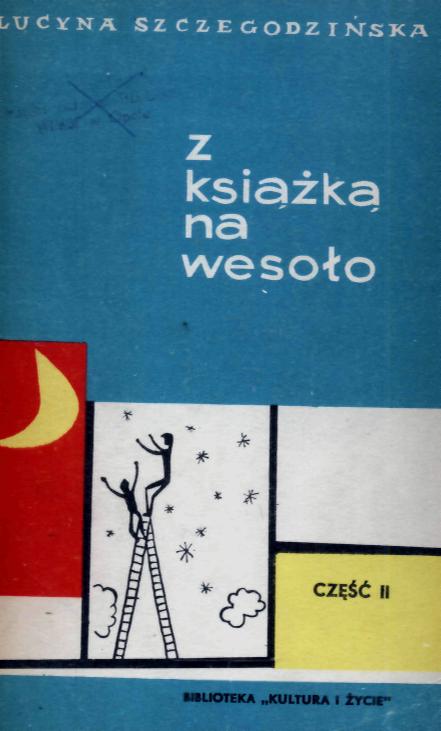 LUCYNA SZCZEGODZIŃSKA
z
książką
na
wesoło
CZĘŚĆ II
BIBLIOTEKA „KULTURA I ŻYCIE"